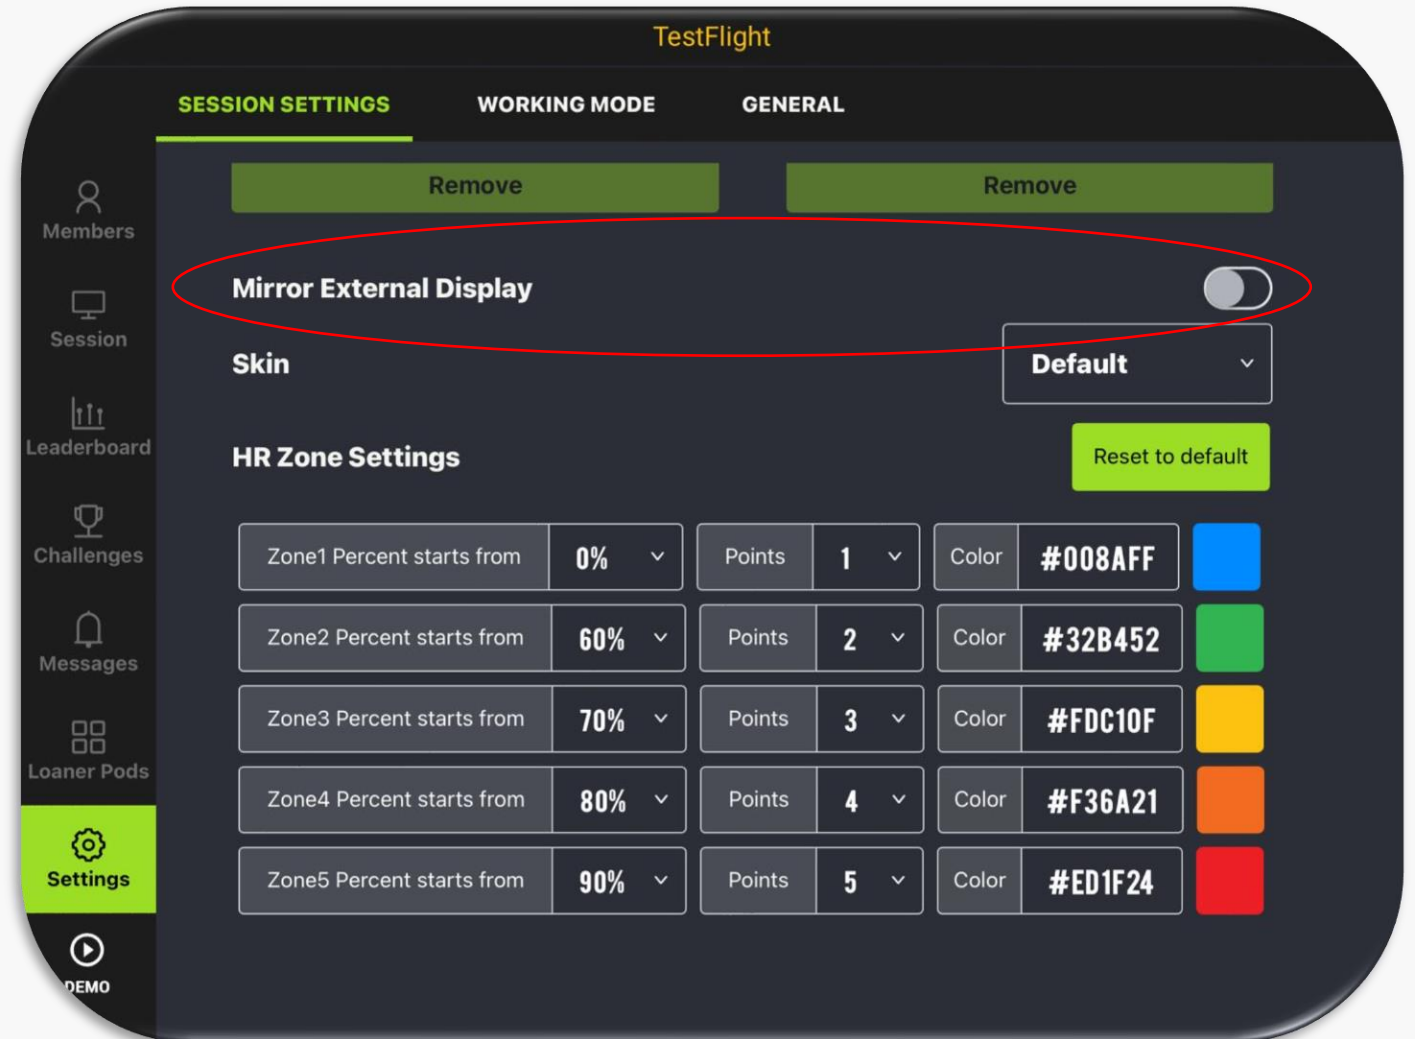 TestFlight
SESSION SETTINGS WORKING MODE GENERAL
Members
Session
Leaderboard
Challenges
Messages
Loaner Pods
Settings
DEMO
Remove Remove
Mirror External Display
Skin Default
HR Zone Settings Reset to default
Zone1 Percent starts from 0% Points 1 Color #008AFF
Zone2 Percent starts from 60% Points 2 Color #32B452
Zone3 Percent starts from 70% Points 3 Color #FDC10F
Zone4 Percent starts from 80% Points 4 Color #F36A21
Zone5 Percent starts from 90% Points 5 Color #ED1F24